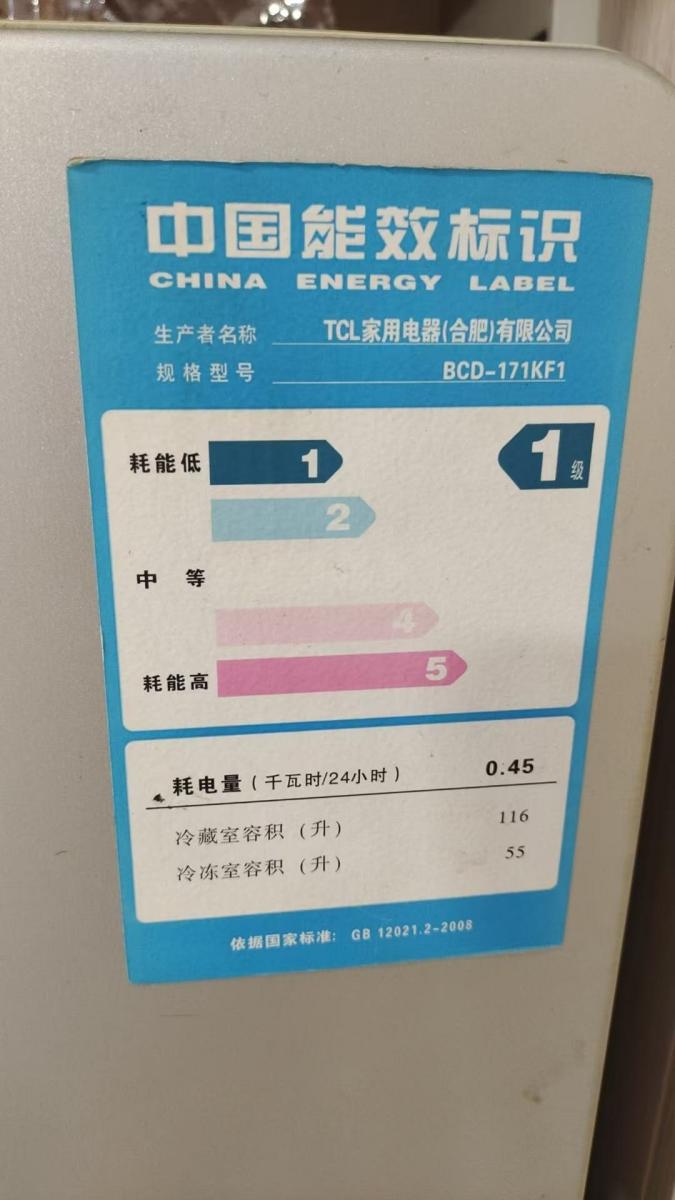 中国能效标识
CHINA ENERGY LABEL
生产者名称 TCL家用电器(合肥)有限公司
规格型号 BCD-171KF1
耗能低 1 1级
2
中 等
4
耗能高 5
耗电量(千瓦时/24小时) 0.45
冷藏室容积(升) 116
冷冻室容积(升) 55
依据国家标准: GB 12021.2-2008